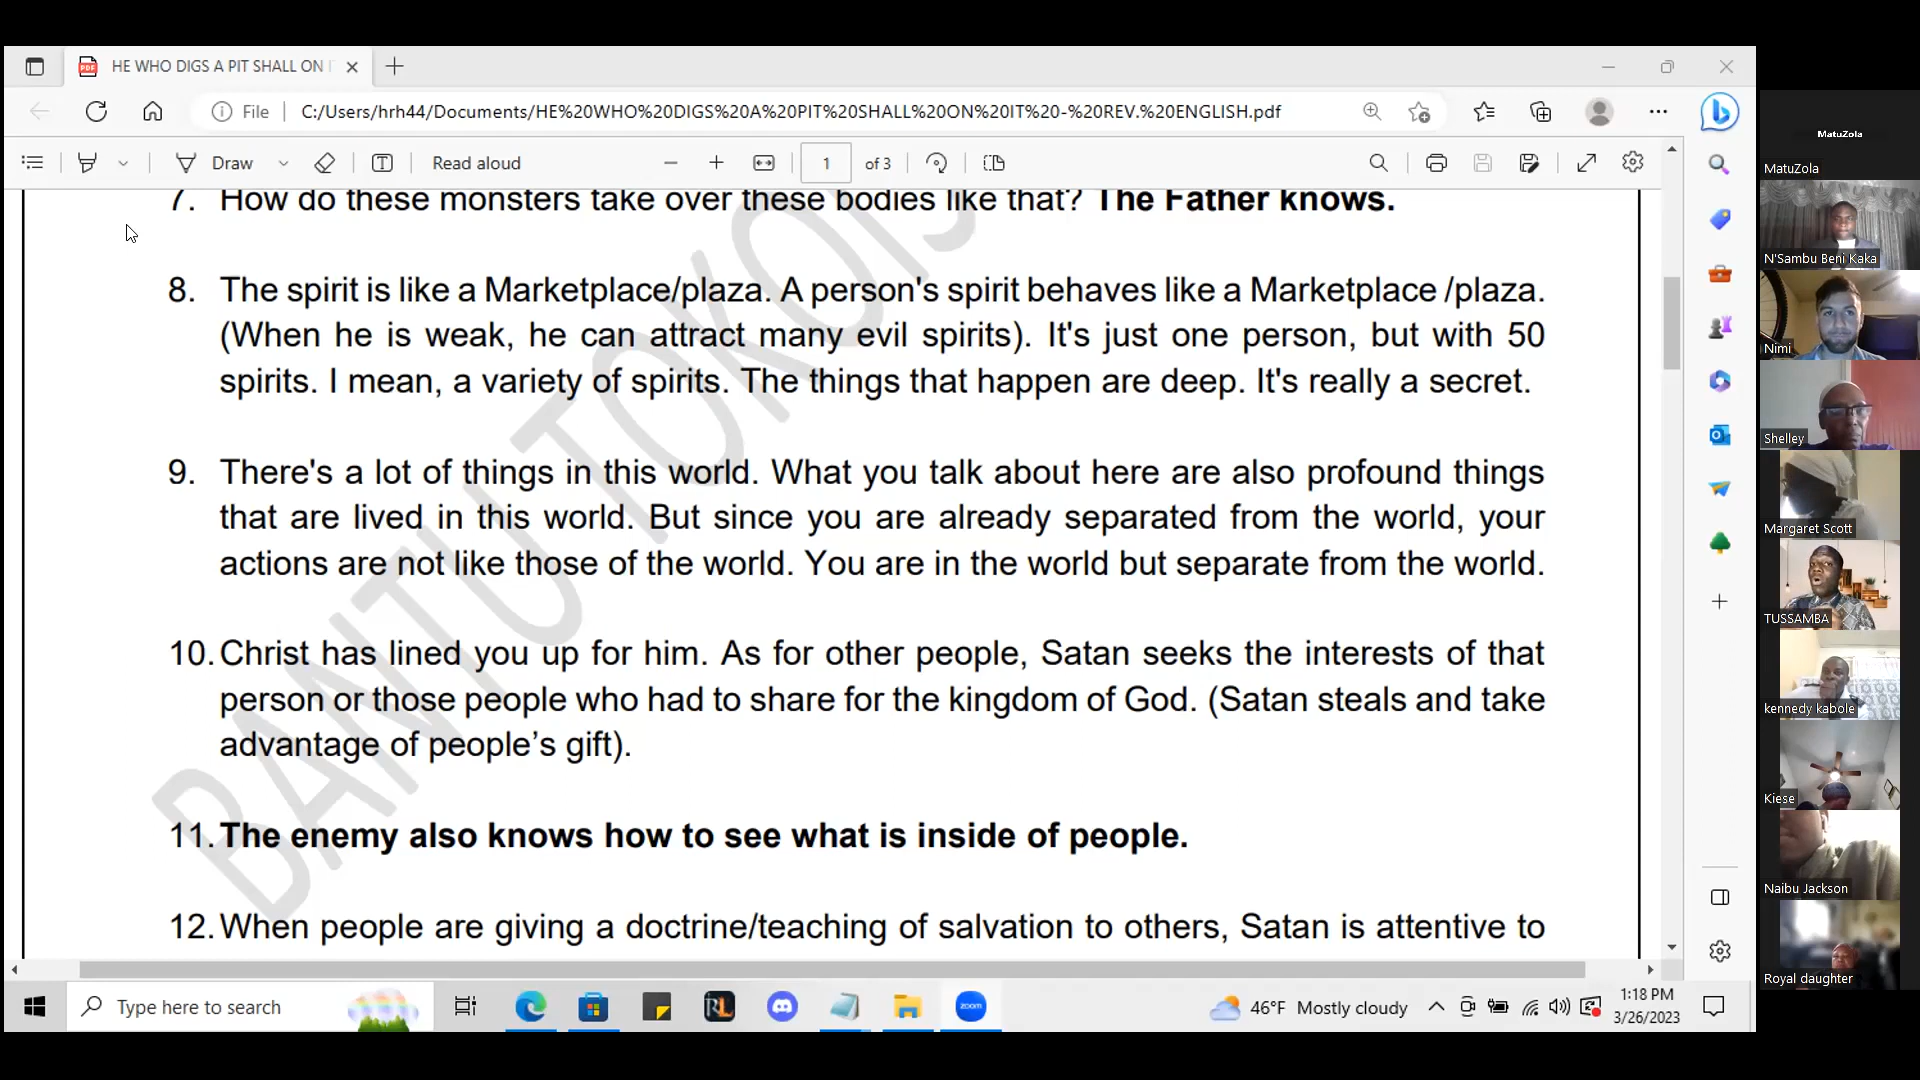 HE WHO DIGS A PIT SHALL ON I
File
C:/Users/hrh44/Documents/HE%20WHO%20DIGS%20A%20PIT%20SHALL%20ON%20IT%20-%20REV.%20ENGLISH.pdf
Draw
Read aloud
1
of 3
7. How do these monsters take over these bodies like that? The Father knows.
8. The spirit is like a Marketplace/plaza. A person's spirit behaves like a Marketplace /plaza.
(When he is weak, he can attract many evil spirits). It's just one person, but with 50
spirits. I mean, a variety of spirits. The things that happen are deep. It's really a secret.
9. There's a lot of things in this world. What you talk about here are also profound things
that are lived in this world. But since you are already separated from the world, your
actions are not like those of the world. You are in the world but separate from the world.
10. Christ has lined you up for him. As for other people, Satan seeks the interests of that
person or those people who had to share for the kingdom of God. (Satan steals and take
advantage of people’s gift).
11. The enemy also knows how to see what is inside of people.
12. When people are giving a doctrine/teaching of salvation to others, Satan is attentive to
BANTU TOKOIS
Type here to search
RL
zoom
46°F Mostly cloudy
1:18 PM
3/26/2023
MatuZola
MatuZola
N'Sambu Beni Kaka
Nimi
Shelley
Margaret Scott
TUSSAMBA
kennedy kabole
Kiese
Naibu Jackson
Royal daughter